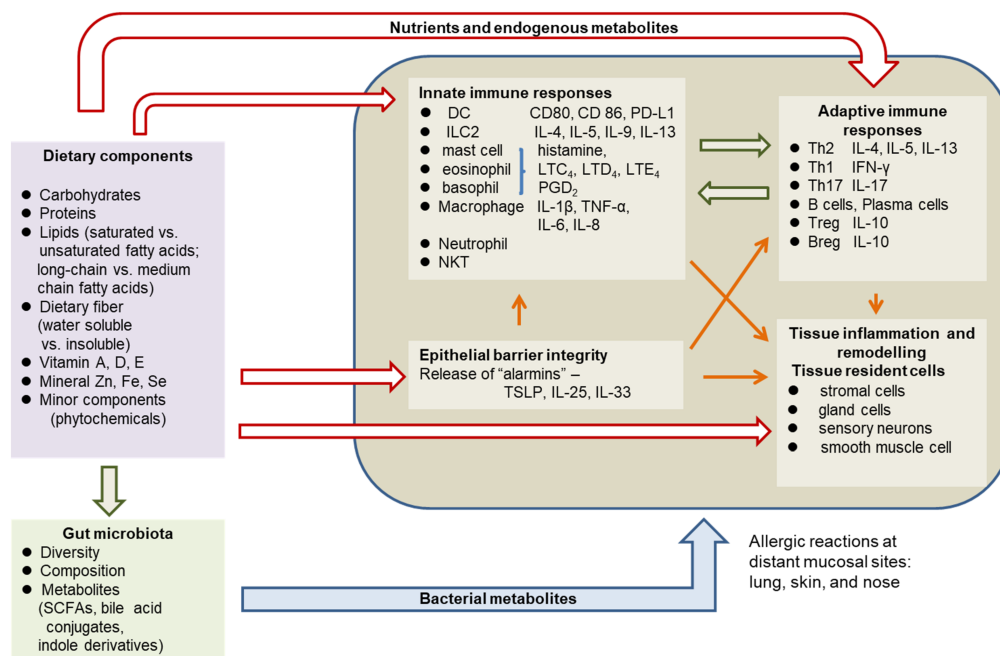 Nutrients and endogenous metabolites
Dietary components
● Carbohydrates
● Proteins
● Lipids (saturated vs.
unsaturated fatty acids;
long-chain vs. medium
chain fatty acids)
● Dietary fiber
(water soluble
vs. insoluble)
● Vitamin A, D, E
● Mineral Zn, Fe, Se
● Minor components
(phytochemicals)
Gut microbiota
● Diversity
● Composition
● Metabolites
(SCFAs, bile acid
conjugates,
indole derivatives)
Innate immune responses
● DC CD80, CD 86, PD-L1
● ILC2 IL-4, IL-5, IL-9, IL-13
● mast cell histamine,
● eosinophil LTC₄, LTD₄, LTE₄
● basophil PGD₂
● Macrophage IL-1β, TNF-α,
IL-6, IL-8
● Neutrophil
● NKT
Epithelial barrier integrity
Release of “alarmins” –
TSLP, IL-25, IL-33
Adaptive immune
responses
● Th2 IL-4, IL-5, IL-13
● Th1 IFN-γ
● Th17 IL-17
● B cells, Plasma cells
● Treg IL-10
● Breg IL-10
Tissue inflammation and
remodelling
Tissue resident cells
● stromal cells
● gland cells
● sensory neurons
● smooth muscle cell
Bacterial metabolites
Allergic reactions at
distant mucosal sites:
lung, skin, and nose